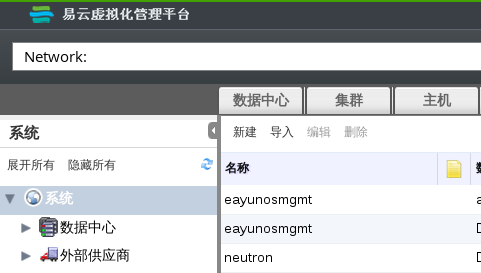 易云虚拟化管理平台
Network:
数据中心 集群 主机
系统
展开所有 隐藏所有
新建 导入 编辑 删除
名称
系统
数据中心
外部供应商
eayunosmgmt
eayunosmgmt
neutron